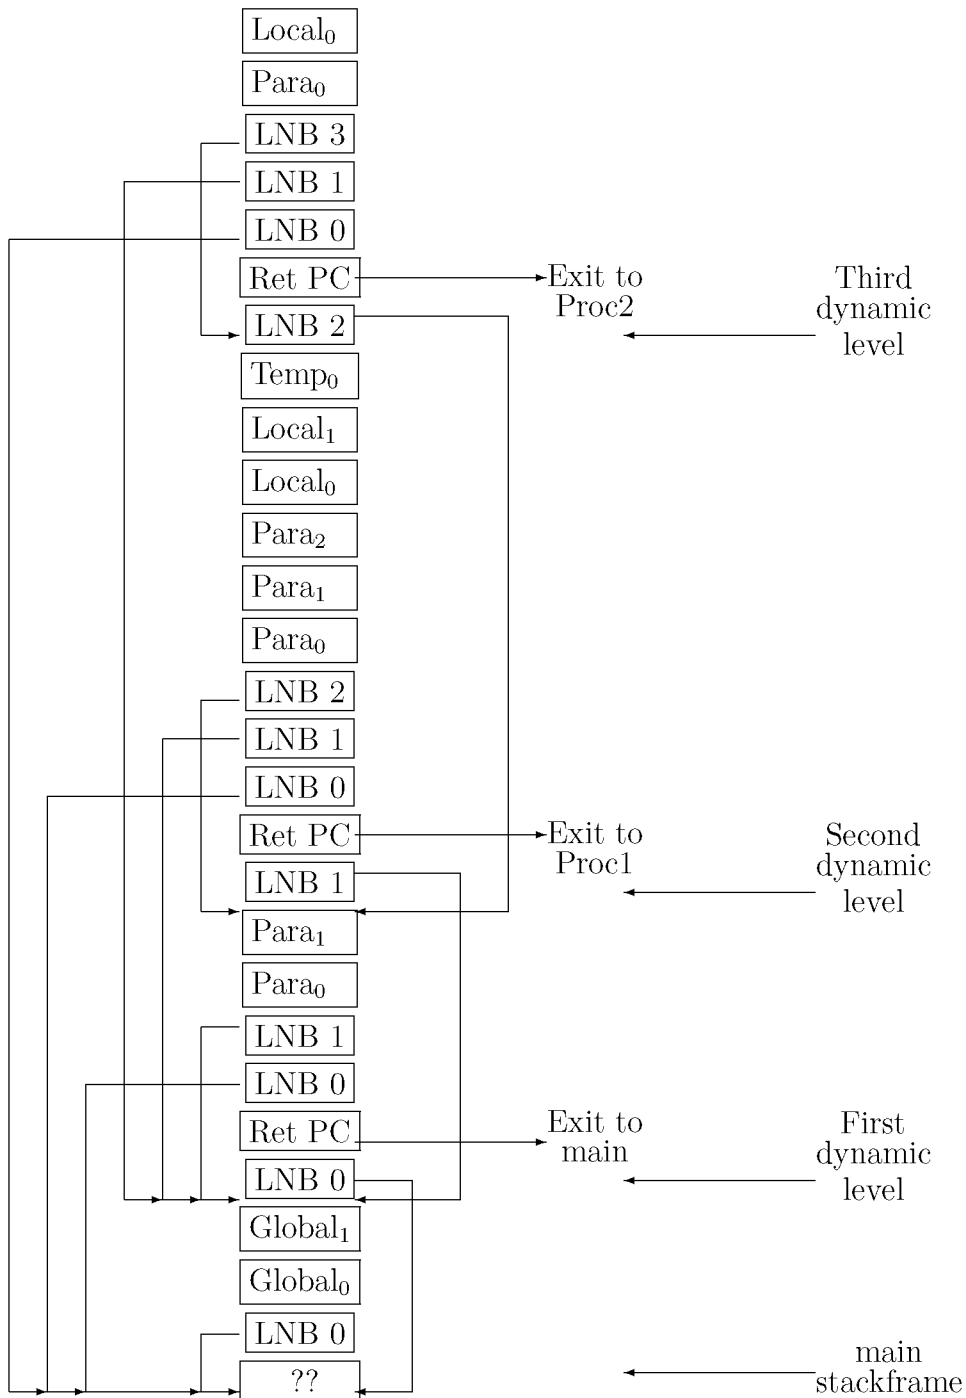 Local₀
Para₀
LNB 3
LNB 1
LNB 0
Ret PC
Exit to
Proc2
Third
dynamic
level
LNB 2
Temp₀
Local₁
Local₀
Para₂
Para₁
Para₀
LNB 2
LNB 1
LNB 0
Ret PC
Exit to
Proc1
Second
dynamic
level
LNB 1
Para₁
Para₀
LNB 1
LNB 0
Ret PC
Exit to
main
First
dynamic
level
LNB 0
Global₁
Global₀
LNB 0
??
main
stackframe